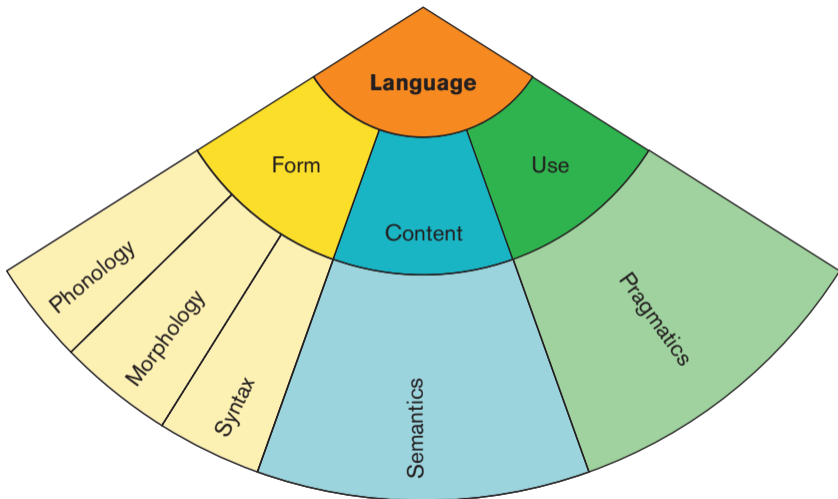 Language
Form
Content
Use
Phonology
Morphology
Syntax
Semantics
Pragmatics